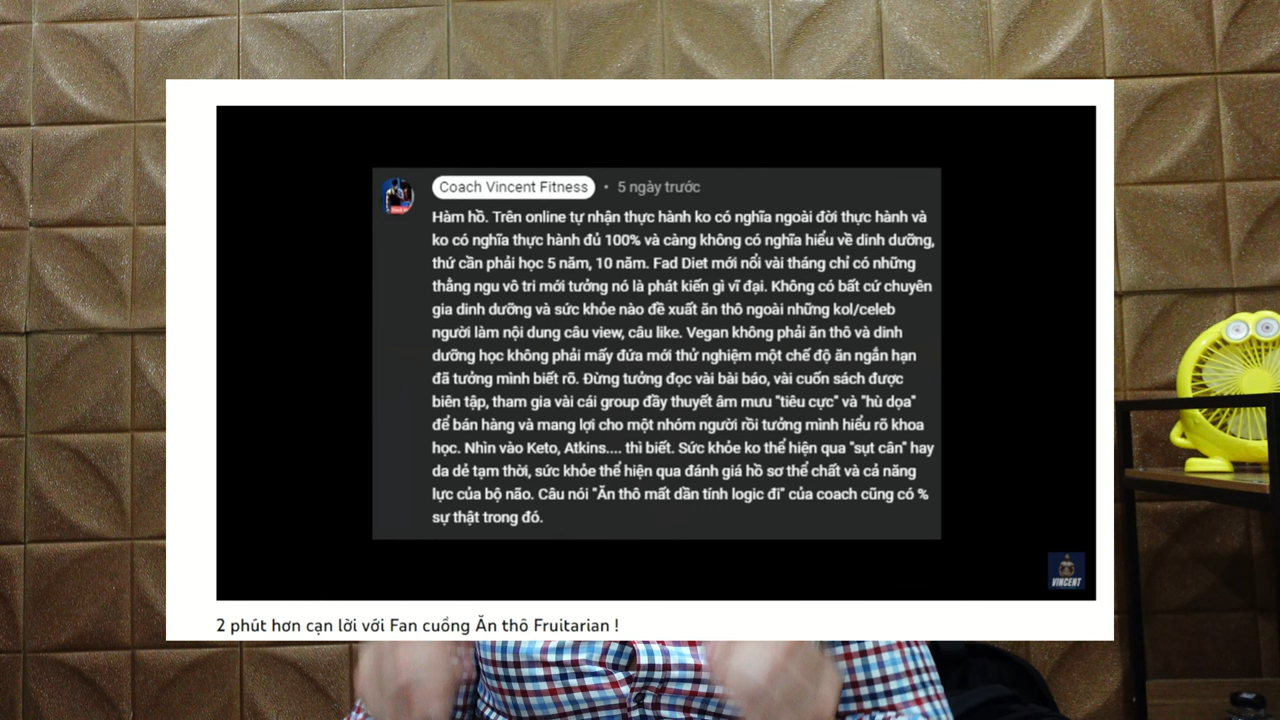 Coach Vincent Fitness • 5 ngày trước
Hàm hồ. Trên online tự nhận thực hành ko có nghĩa ngoài đời thực hành và
ko có nghĩa thực hành đủ 100% và càng không có nghĩa hiểu về dinh dưỡng,
thứ cần phải học 5 năm, 10 năm. Fad Diet mới nổi vài tháng chỉ có những
thằng ngu vô tri mới tưởng nó là phát kiến gì vĩ đại. Không có bất cứ chuyên
gia dinh dưỡng và sức khỏe nào đề xuất ăn thô ngoài những kol/celeb
người làm nội dung câu view, câu like. Vegan không phải ăn thô và dinh
dưỡng học không phải mấy đứa mới thử nghiệm một chế độ ăn ngắn hạn
đã tưởng mình biết rõ. Đừng tưởng đọc vài bài báo, vài cuốn sách được
biên tập, tham gia vài cái group đầy thuyết âm mưu "tiêu cực" và "hù dọa"
để bán hàng và mang lợi cho một nhóm người rồi tưởng mình hiểu rõ khoa
học. Nhìn vào Keto, Atkins.... thì biết. Sức khỏe ko thể hiện qua "sụt cân" hay
da dẻ tạm thời, sức khỏe thể hiện qua đánh giá hồ sơ thể chất và cả năng
lực của bộ não. Câu nói "Ăn thô mất dần tính logic đi" của coach cũng có %
sự thật trong đó.
VINCENT
2 phút hơn cạn lời với Fan cuồng Ăn thô Fruitarian !